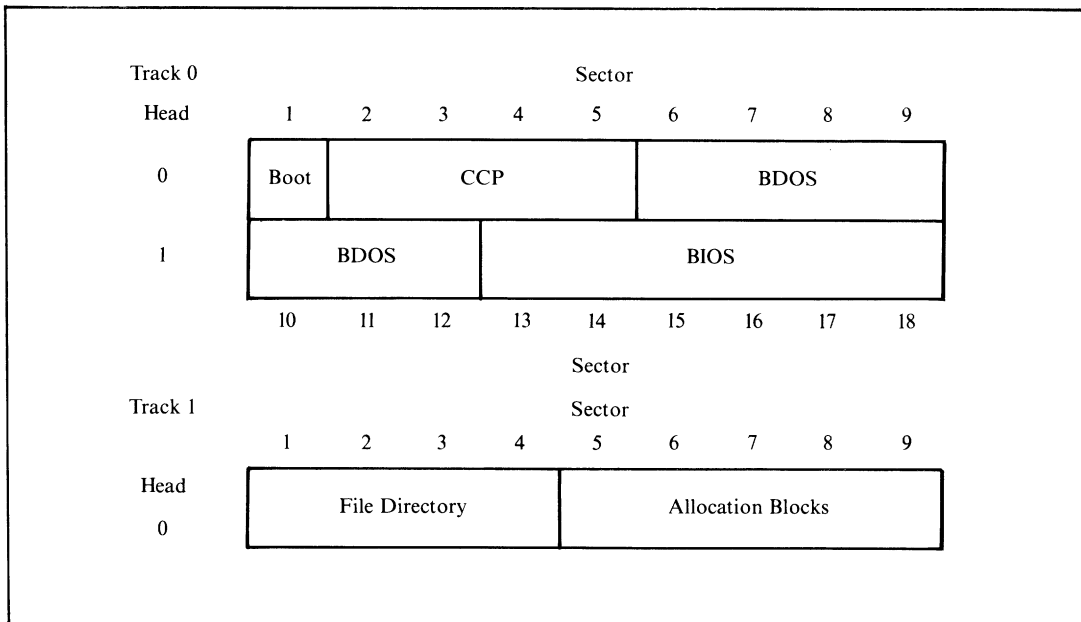 Track 0 Sector
Head 1 2 3 4 5 6 7 8 9
0 Boot CCP BDOS
1 BDOS BIOS
10 11 12 13 14 15 16 17 18
Sector
Track 1 Sector
1 2 3 4 5 6 7 8 9
Head
File Directory Allocation Blocks
0